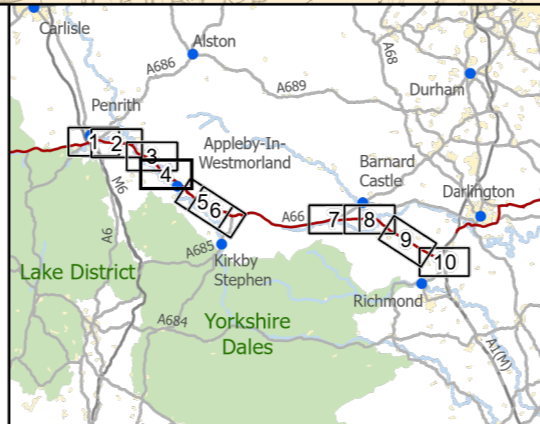 Carlisle
Alston
A68
A686
A689
Durham
Penrith
1
2
3
4
5
6
Appleby-In-
Westmorland
Barnard
Castle
Darlington
M6
A6
A66
7
8
9
10
A685
Kirkby
Stephen
Lake District
Richmond
A684
Yorkshire
Dales
A1(M)